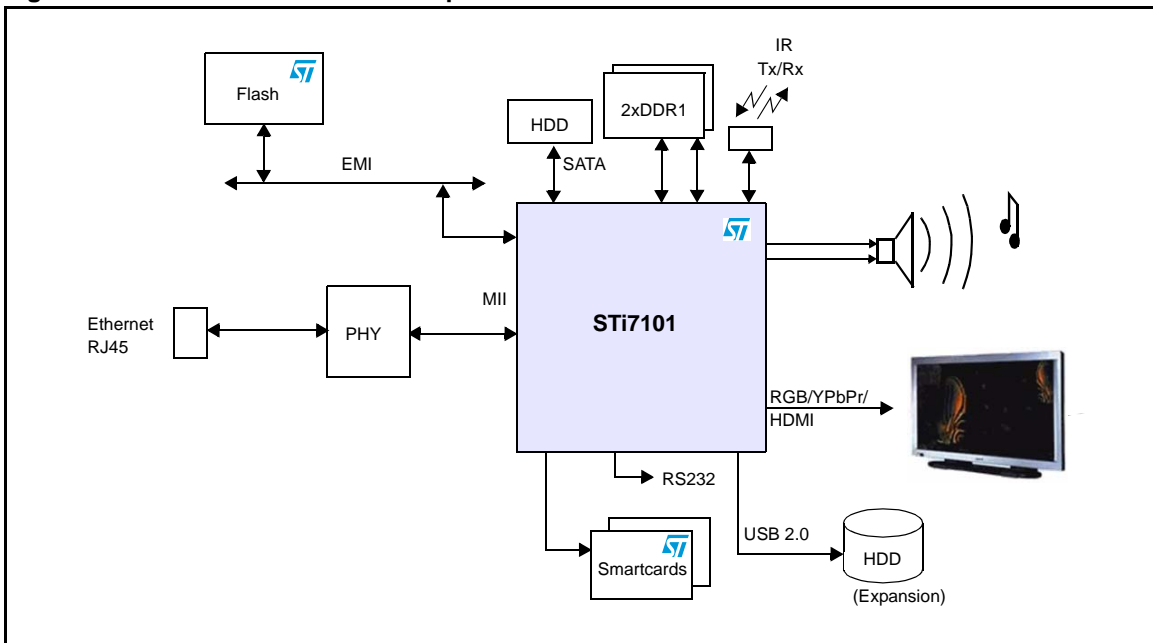 IR
Tx/Rx
Flash
HDD
2xDDR1
EMI
SATA
MII
STi7101
Ethernet
RJ45
PHY
RGB/YPbPr/
HDMI
RS232
USB 2.0
Smartcards
HDD
(Expansion)